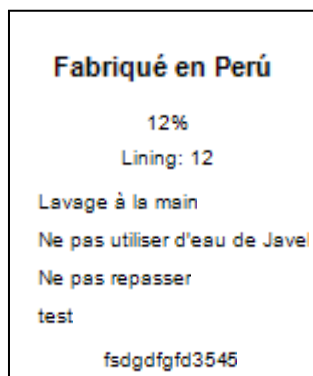 Fabriqué en Perú
12%
Lining: 12
Lavage à la main
Ne pas utiliser d'eau de Javel
Ne pas repasser
test
fsdgdfgfd3545